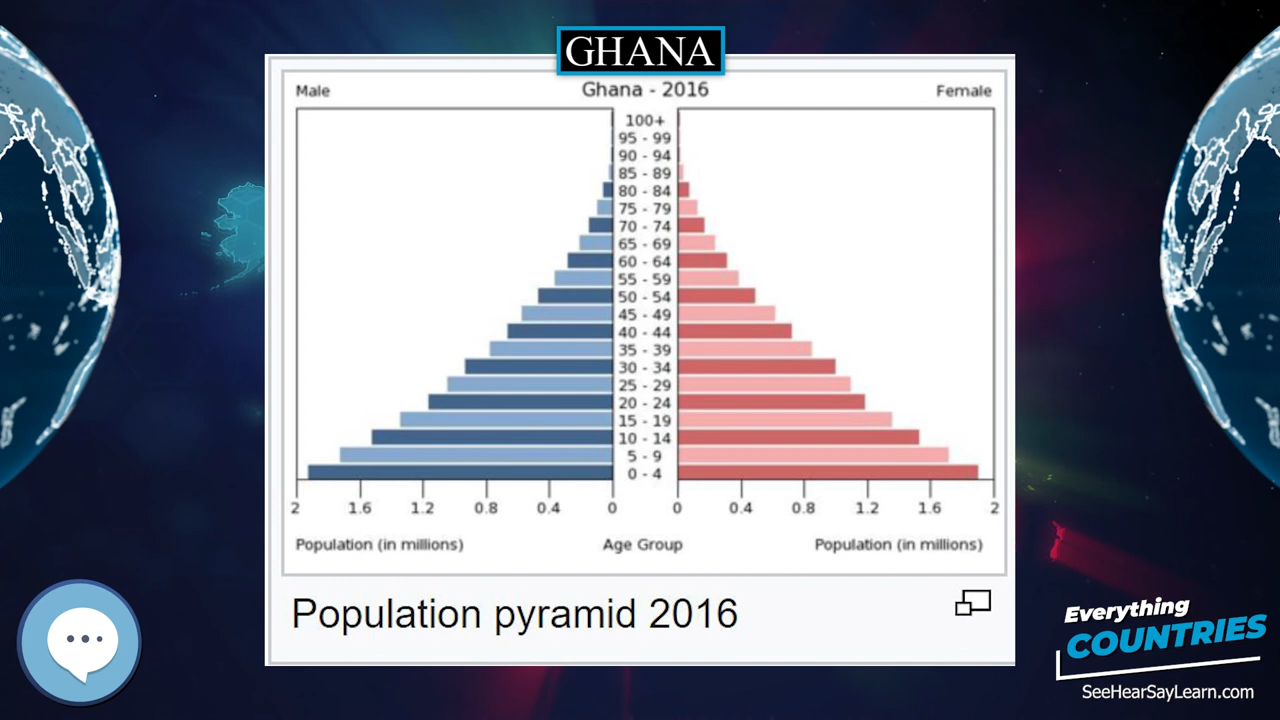 GHANA
Male Ghana - 2016 Female
100+
95 - 99
90 - 94
85 - 89
80 - 84
75 - 79
70 - 74
65 - 69
60 - 64
55 - 59
50 - 54
45 - 49
40 - 44
35 - 39
30 - 34
25 - 29
20 - 24
15 - 19
10 - 14
5 - 9
0 - 4
2 1.6 1.2 0.8 0.4 0 0 0.4 0.8 1.2 1.6 2
Population (in millions) Age Group Population (in millions)
Population pyramid 2016
Everything
COUNTRIES
SeeHearSayLearn.com